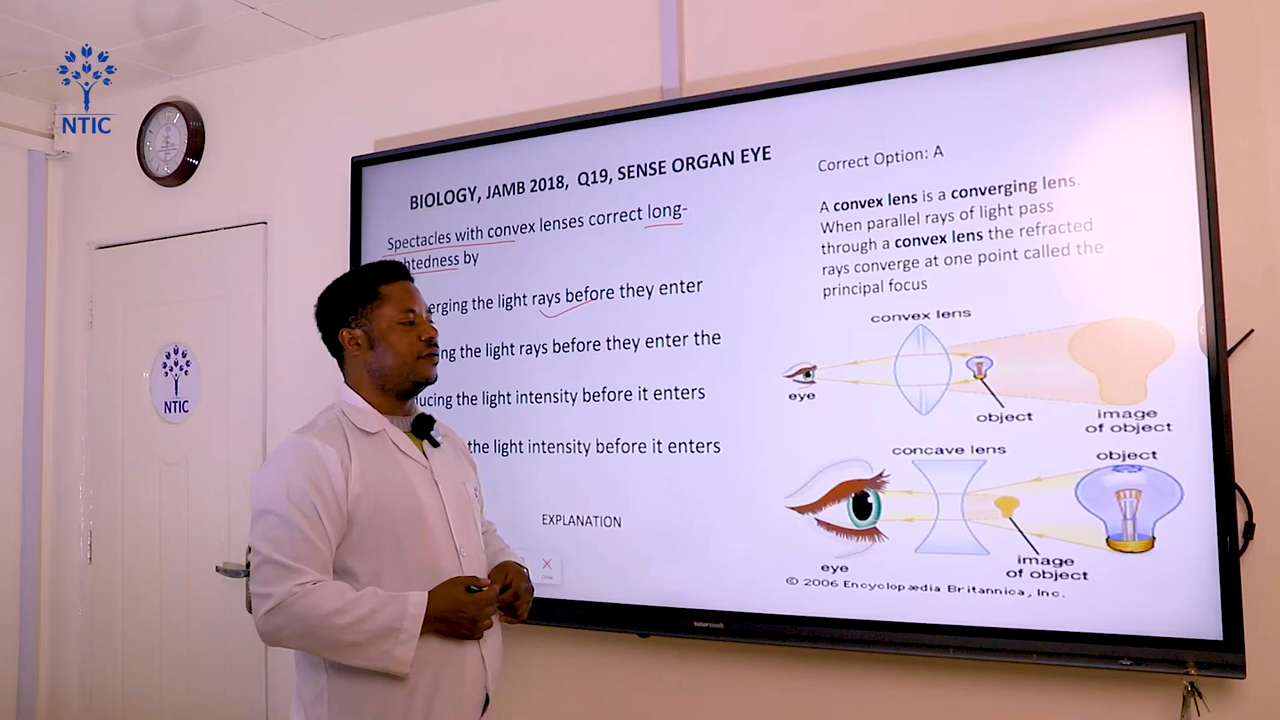 NTIC
NTIC
BIOLOGY, JAMB 2018, Q19, SENSE ORGAN EYE
Spectacles with convex lenses correct long-
by
the light rays before they enter
the light rays before they enter the
the light intensity before it enters
the light intensity before it enters
EXPLANATION
Close
Correct Option: A
A convex lens is a converging lens.
When parallel rays of light pass
through a convex lens the refracted
rays converge at one point called the
principal focus
convex lens
eye
object
image
of object
concave lens
object
eye
image
of object
© 2006 Encyclopædia Britannica, Inc.